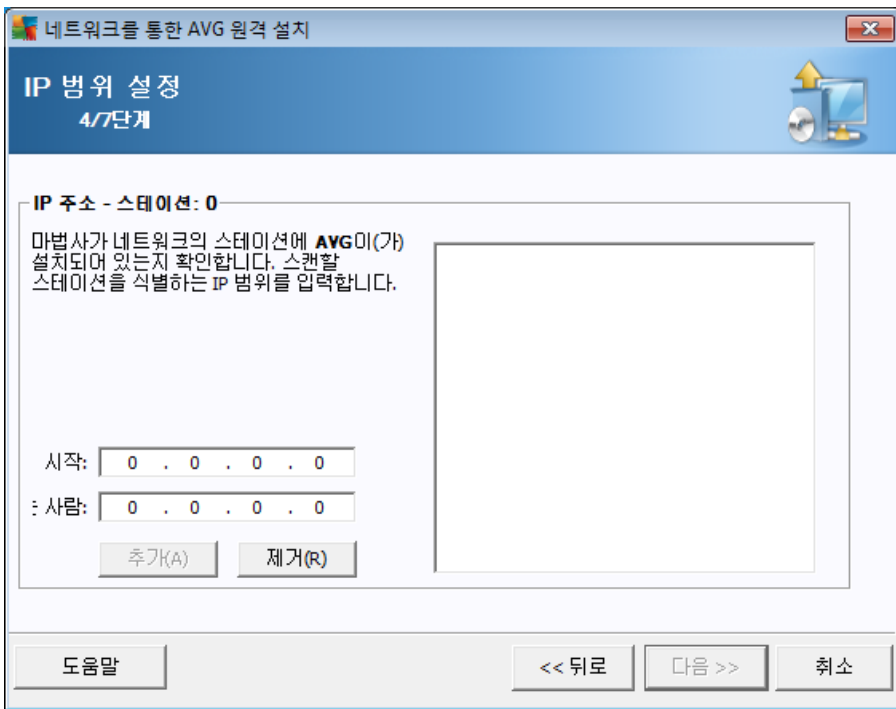 네트워크를 통한 AVG 원격 설치
IP 범위 설정
4/7단계
IP 주소 - 스테이션: 0
마법사가 네트워크의 스테이션에 AVG이(가)
설치되어 있는지 확인합니다. 스캔할
스테이션을 식별하는 IP 범위를 입력합니다.
시작: 0 . 0 . 0 . 0
사람: 0 . 0 . 0 . 0
추가(A) 제거(R)
도움말 << 뒤로 다음 >> 취소